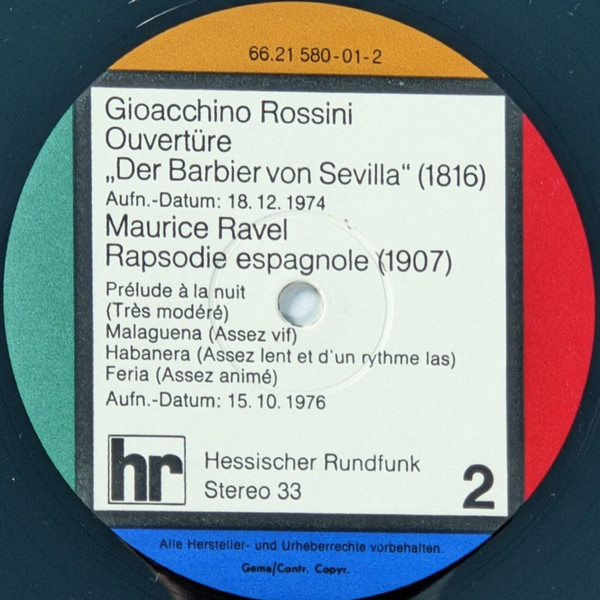 66.21 580-01-2
Gioacchino Rossini
Ouvertüre
„Der Barbier von Sevilla“ (1816)
Aufn.-Datum: 18.12.1974
Maurice Ravel
Rapsodie espagnole (1907)
Prélude à la nuit
(Très modéré)
Malaguena (Assez vif)
Habanera (Assez lent et d'un rythme las)
Feria (Assez animé)
Aufn.-Datum: 15.10.1976
hr
Hessischer Rundfunk
Stereo 33
2
Alle Hersteller- und Urheberrechte vorbehalten.
Gema/Contr. Copyr.